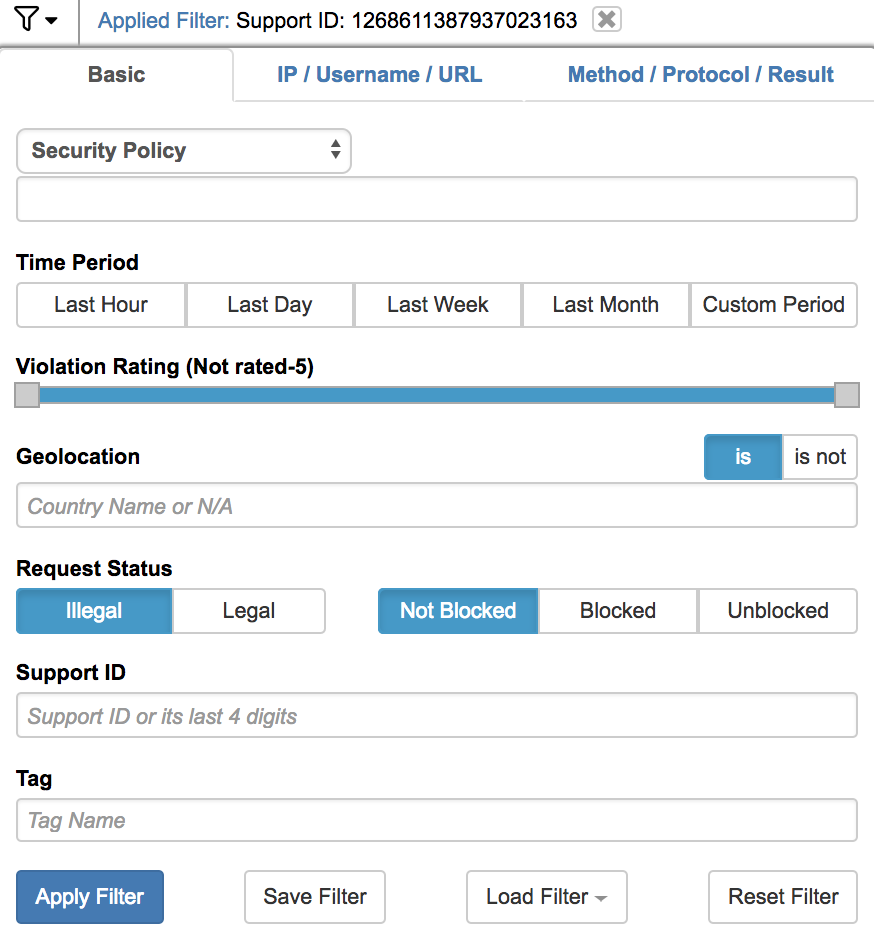 Applied Filter: Support ID: 1268611387937023163
Basic
IP / Username / URL
Method / Protocol / Result
Security Policy
Time Period
Last Hour
Last Day
Last Week
Last Month
Custom Period
Violation Rating (Not rated-5)
Geolocation
is
is not
Country Name or N/A
Request Status
Illegal
Legal
Not Blocked
Blocked
Unblocked
Support ID
Support ID or its last 4 digits
Tag
Tag Name
Apply Filter
Save Filter
Load Filter
Reset Filter